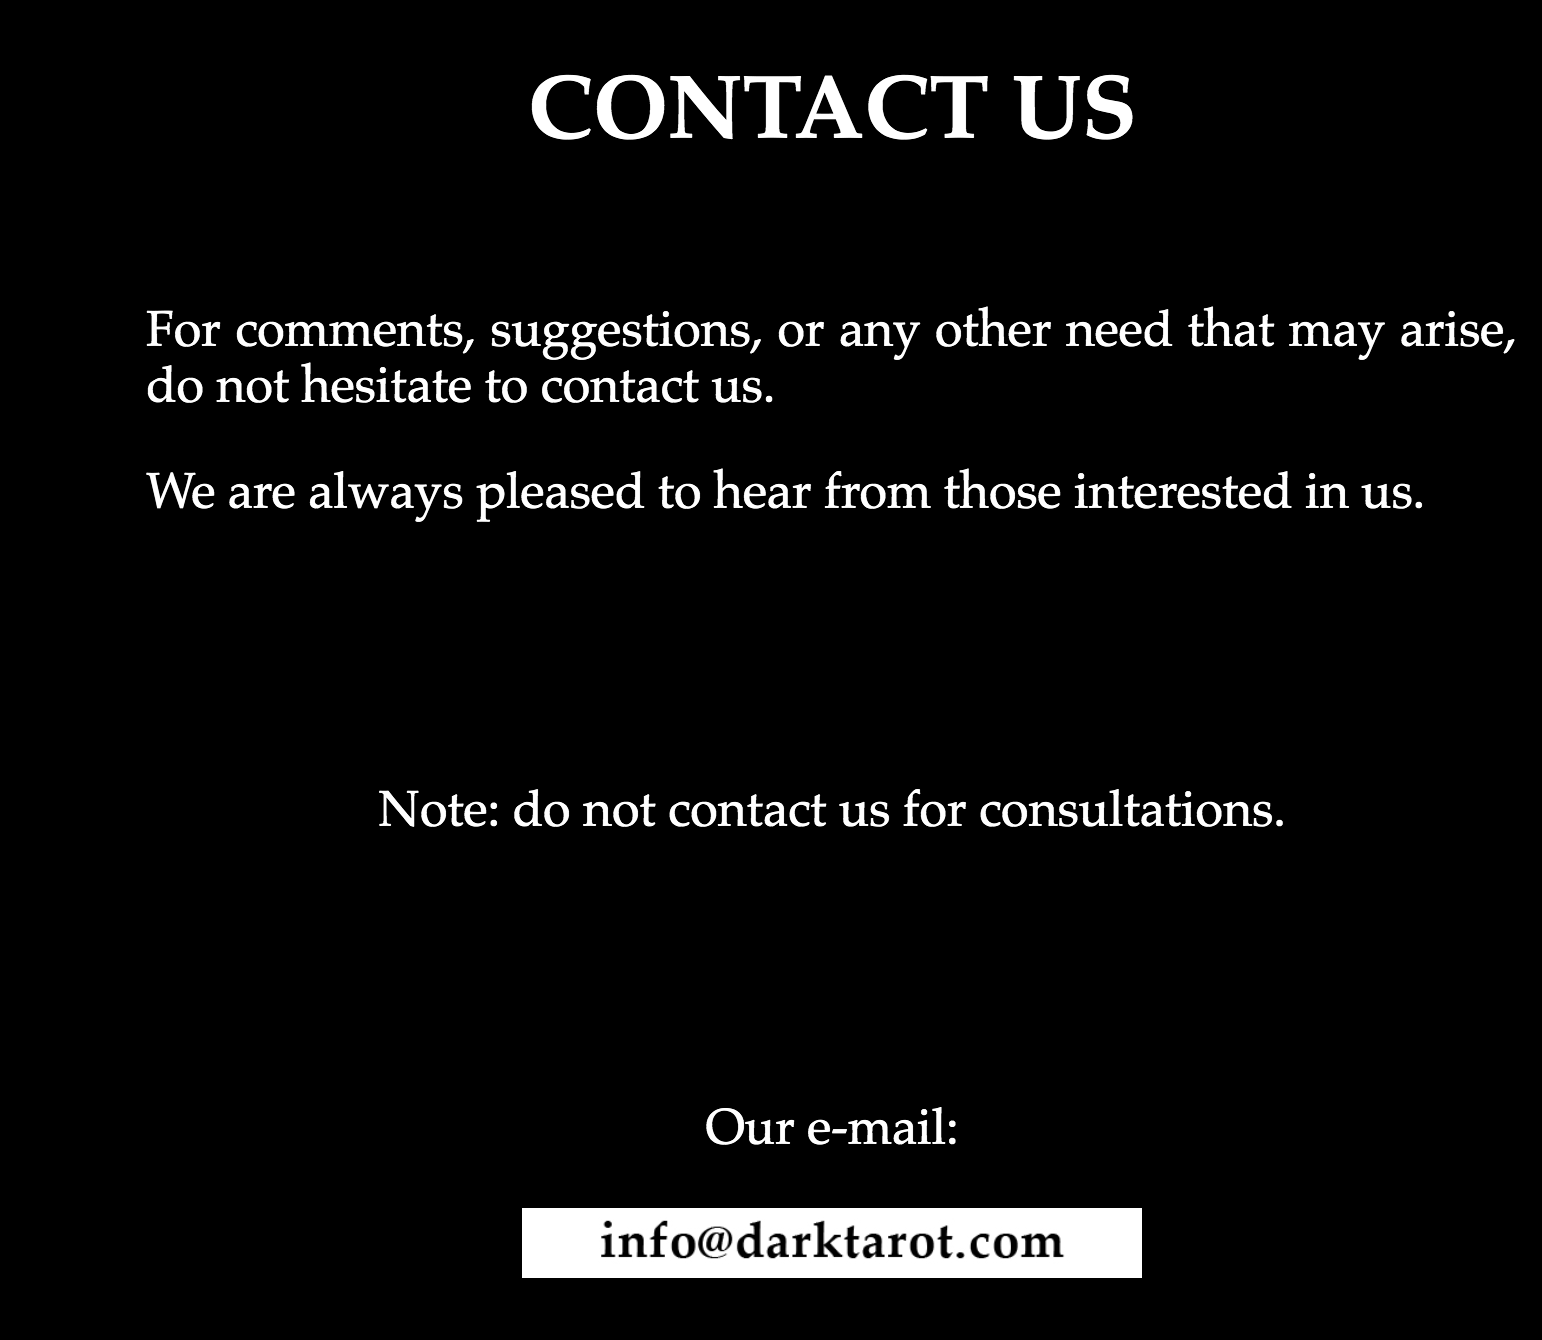 CONTACT US
For comments, suggestions, or any other need that may arise,
do not hesitate to contact us.
We are always pleased to hear from those interested in us.
Note: do not contact us for consultations.
Our e-mail:
info@darktarot.com